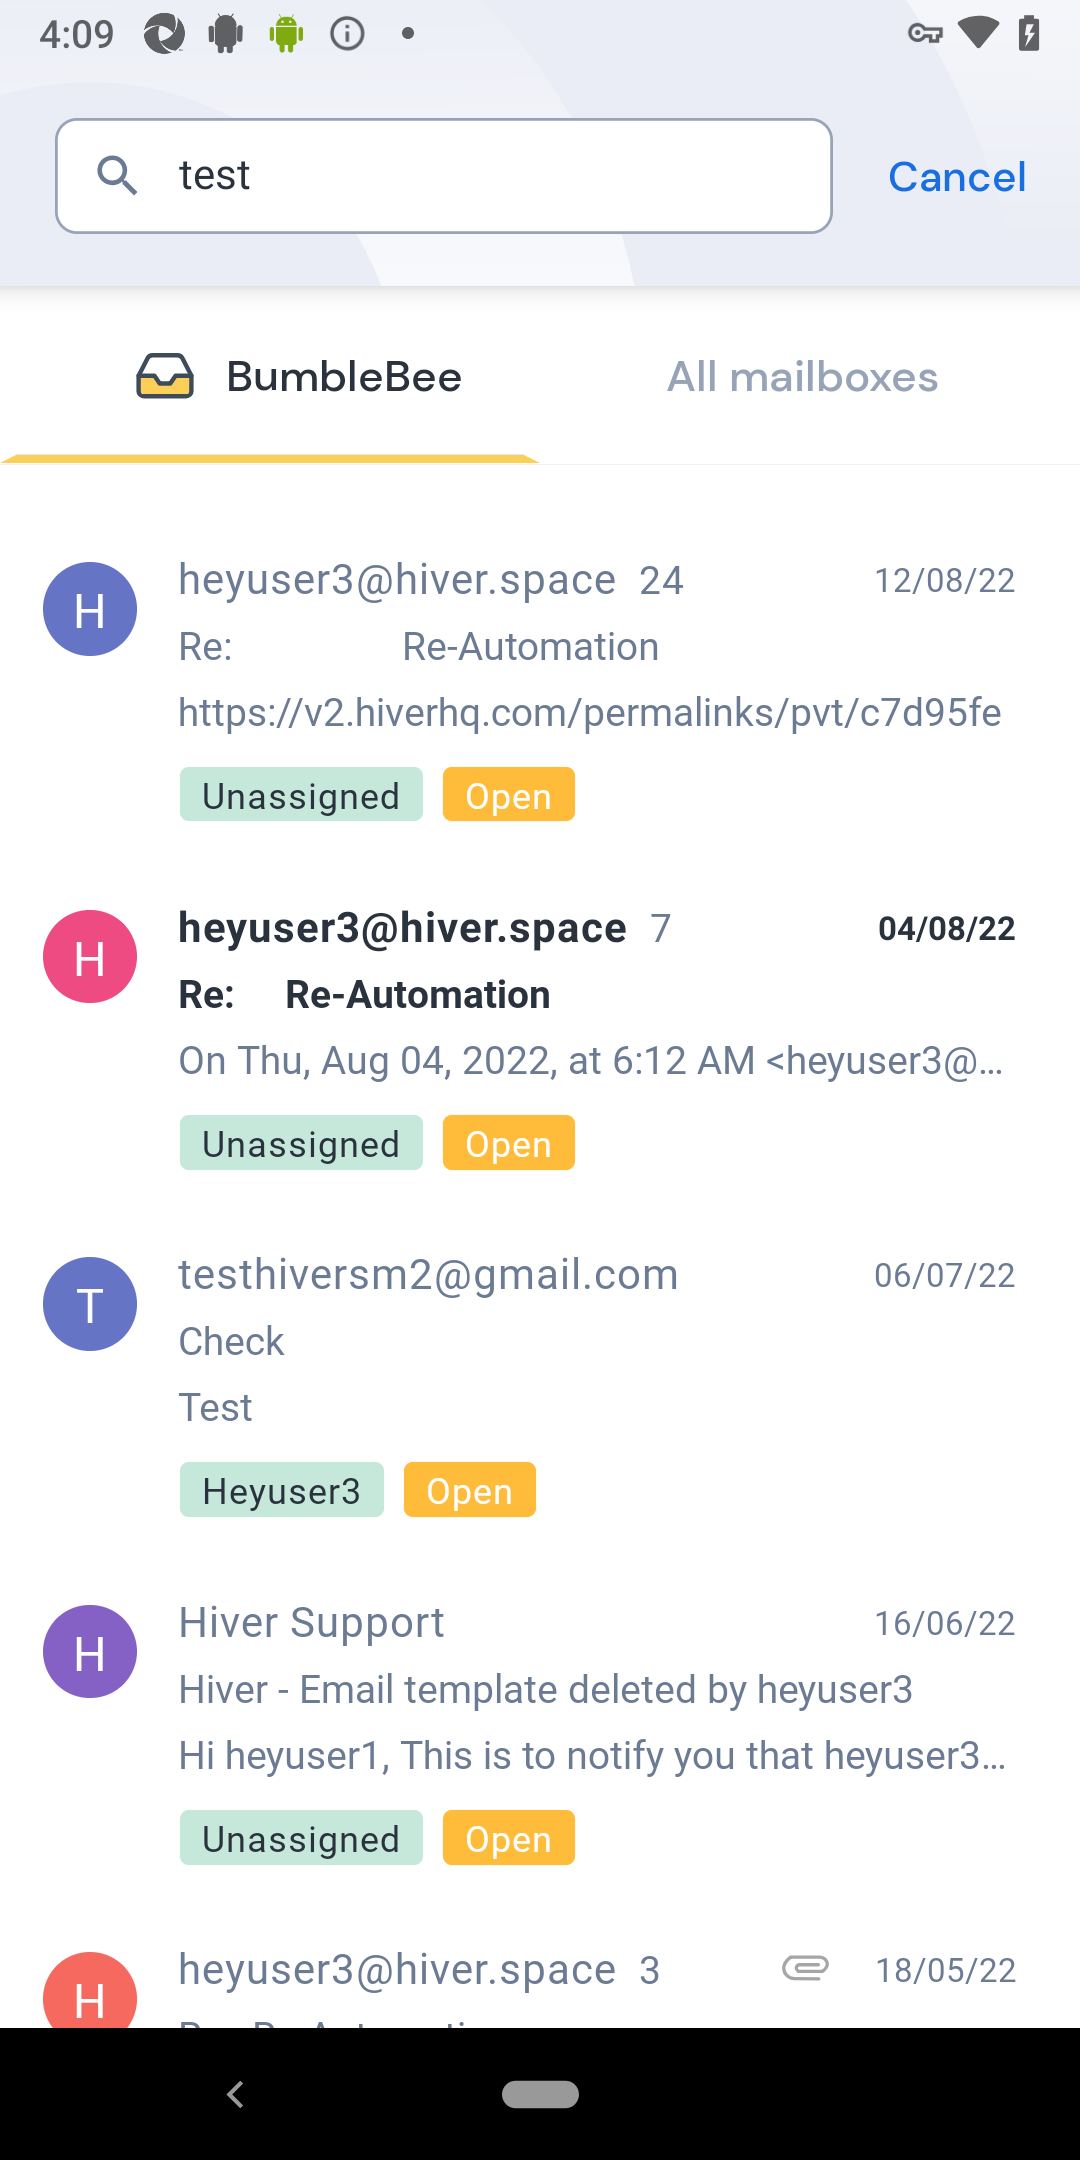 4:09
test
Cancel
BumbleBee
All mailboxes
H
heyuser3@hiver.space 24
12/08/22
Re: Re-Automation
https://v2.hiverhq.com/permalinks/pvt/c7d95fe
Unassigned Open
H
heyuser3@hiver.space 7
04/08/22
Re: Re-Automation
On Thu, Aug 04, 2022, at 6:12 AM <heyuser3@...
Unassigned Open
T
testhiversm2@gmail.com
06/07/22
Check
Test
Heyuser3 Open
H
Hiver Support
16/06/22
Hiver - Email template deleted by heyuser3
Hi heyuser1, This is to notify you that heyuser3...
Unassigned Open
H
heyuser3@hiver.space 3
18/05/22